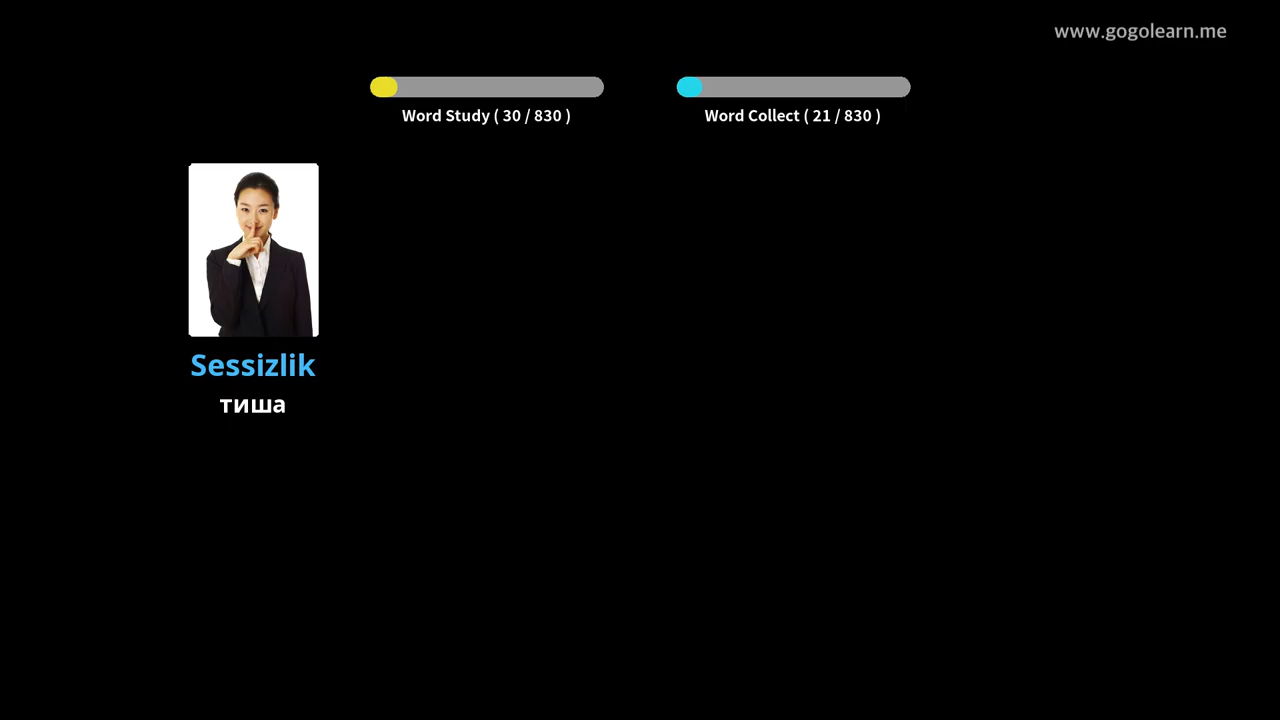 www.gogolearn.me
Word Study ( 30 / 830 )
Word Collect ( 21 / 830 )
Sessizlik
тиша